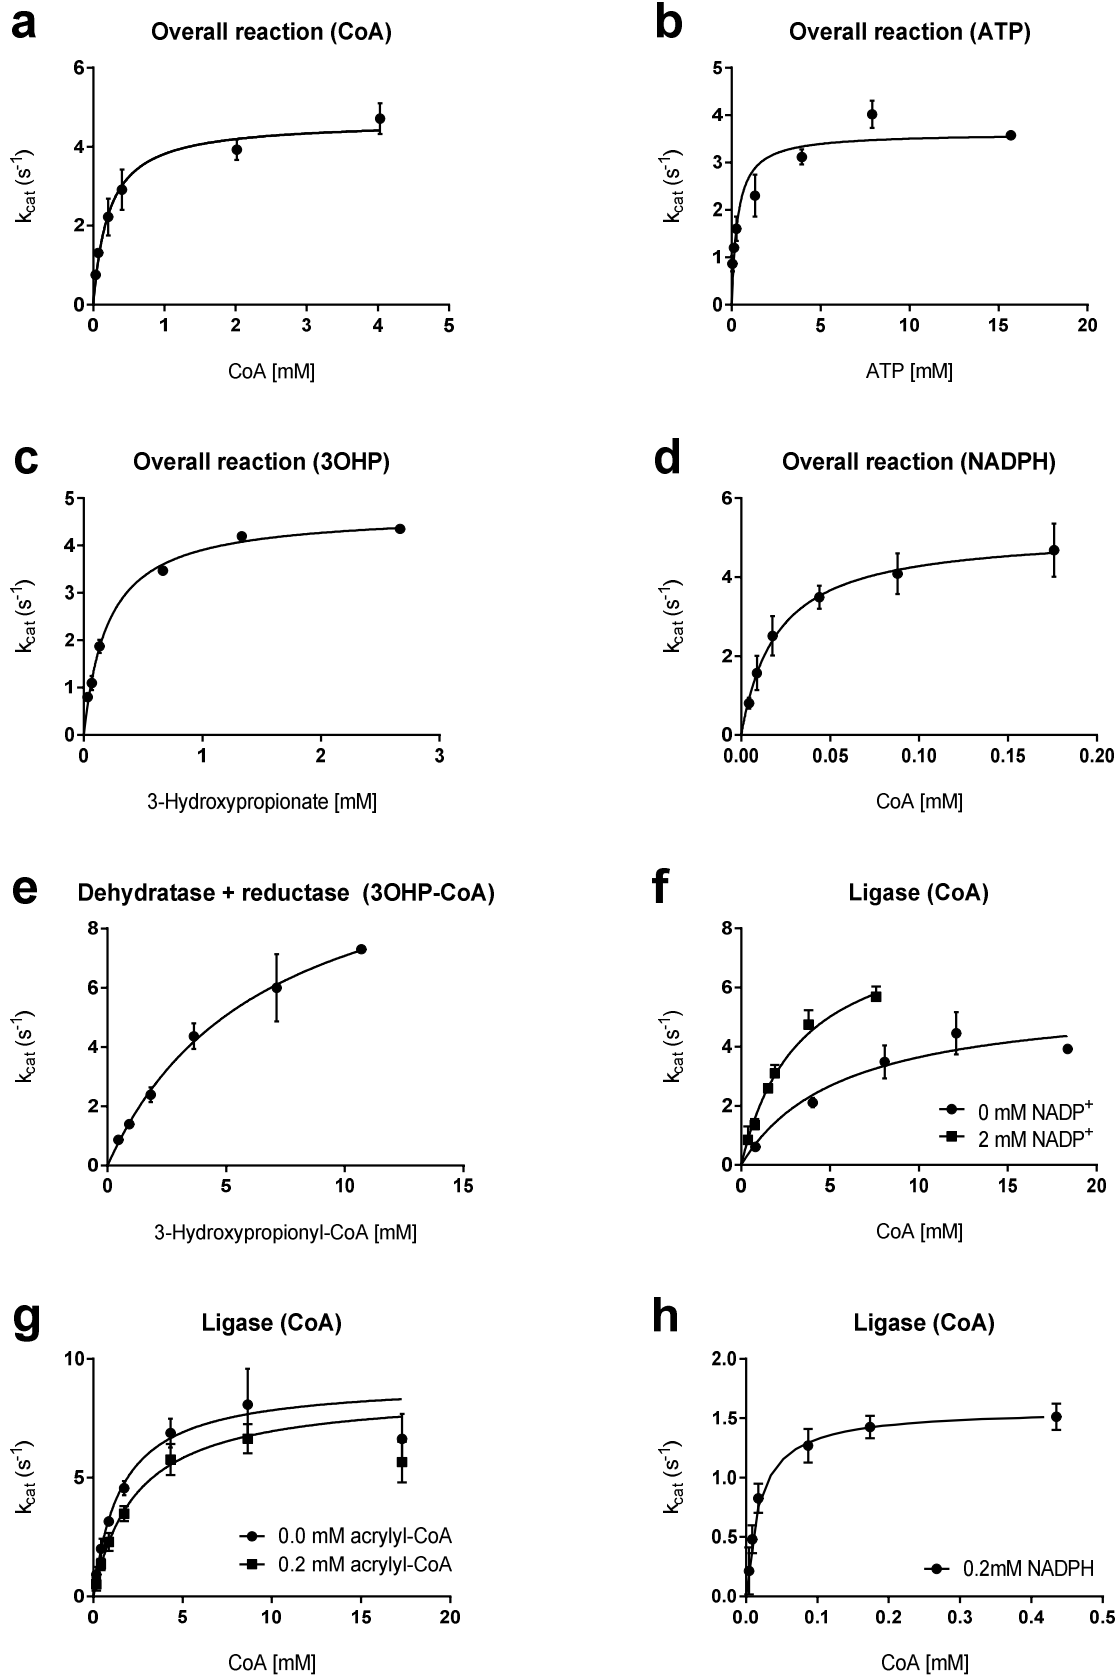 a
Overall reaction (CoA)
k_cat (s^-1)
6
4
2
0
0 1 2 3 4 5
CoA [mM]
b
Overall reaction (ATP)
k_cat (s^-1)
5
4
3
2
1
0
0 5 10 15 20
ATP [mM]
c
Overall reaction (3OHP)
k_cat (s^-1)
5
4
3
2
1
0
0 1 2 3
3-Hydroxypropionate [mM]
d
Overall reaction (NADPH)
k_cat (s^-1)
6
4
2
0
0.00 0.05 0.10 0.15 0.20
CoA [mM]
e
Dehydratase + reductase (3OHP-CoA)
k_cat (s^-1)
8
6
4
2
0
0 5 10 15
3-Hydroxypropionyl-CoA [mM]
f
Ligase (CoA)
k_cat (s^-1)
8
6
4
2
0
0 mM NADP^+
2 mM NADP^+
0 5 10 15 20
CoA [mM]
g
Ligase (CoA)
k_cat (s^-1)
10
5
0
0.0 mM acrylyl-CoA
0.2 mM acrylyl-CoA
0 5 10 15 20
CoA [mM]
h
Ligase (CoA)
k_cat (s^-1)
2.0
1.5
1.0
0.5
0.0
0.2mM NADPH
0.0 0.1 0.2 0.3 0.4 0.5
CoA [mM]